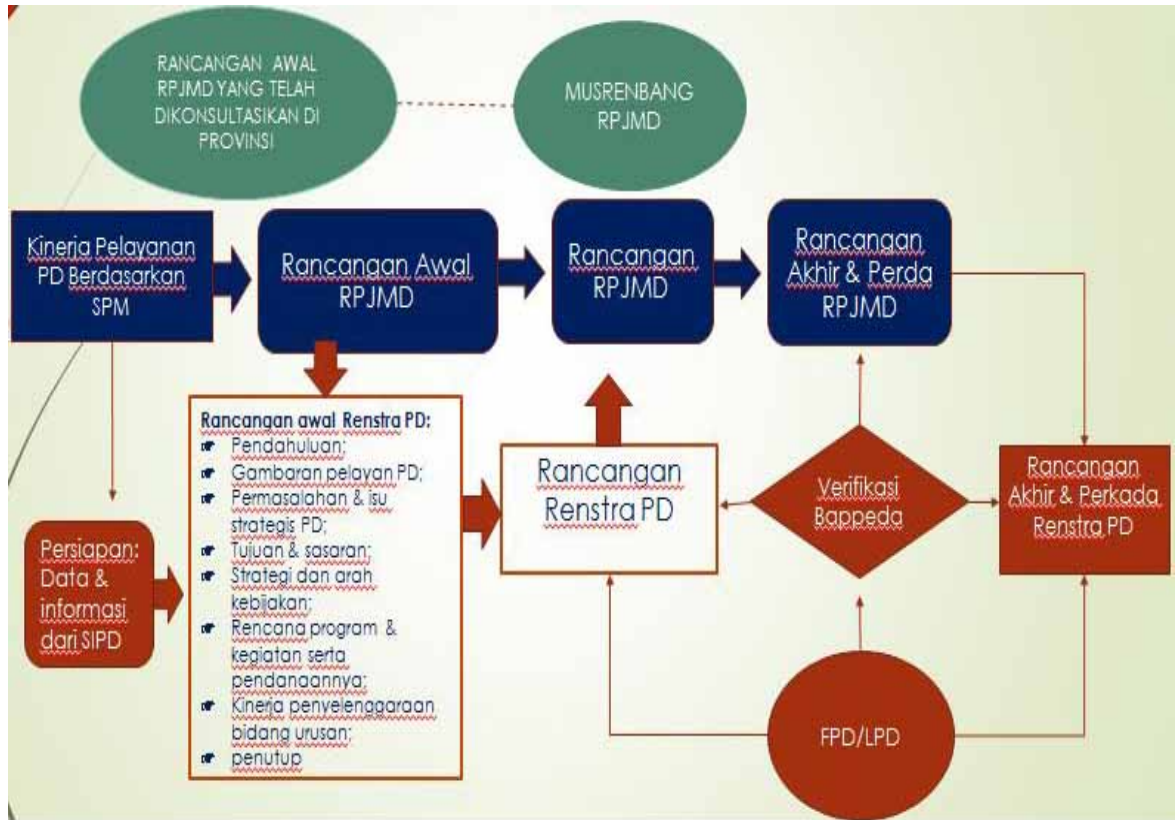 RANCANGAN AWAL
RPJMD YANG TELAH
DIKONSULTASIKAN DI
PROVINSI
MUSRENBANG
RPJMD
Kinerja Pelayanan
PD Berdasarkan
SPM
Rancangan Awal
RPJMD
Rancangan
RPJMD
Rancangan
Akhir & Perda
RPJMD
Rancangan awal Renstra PD:
Pendahuluan;
Gambaran pelayan PD;
Permasalahan & isu
strategis PD;
Tujuan & sasaran;
Strategi dan arah
kebijakan;
Rencana program &
kegiatan serta
pendanaannya;
Kinerja penyelenggaraan
bidang urusan;
penutup
Persiapan:
Data &
informasi
dari SIPD
Rancangan
Renstra PD
Verifikasi
Bappeda
Rancangan
Akhir & Perkada
Renstra PD
FPD/LPD